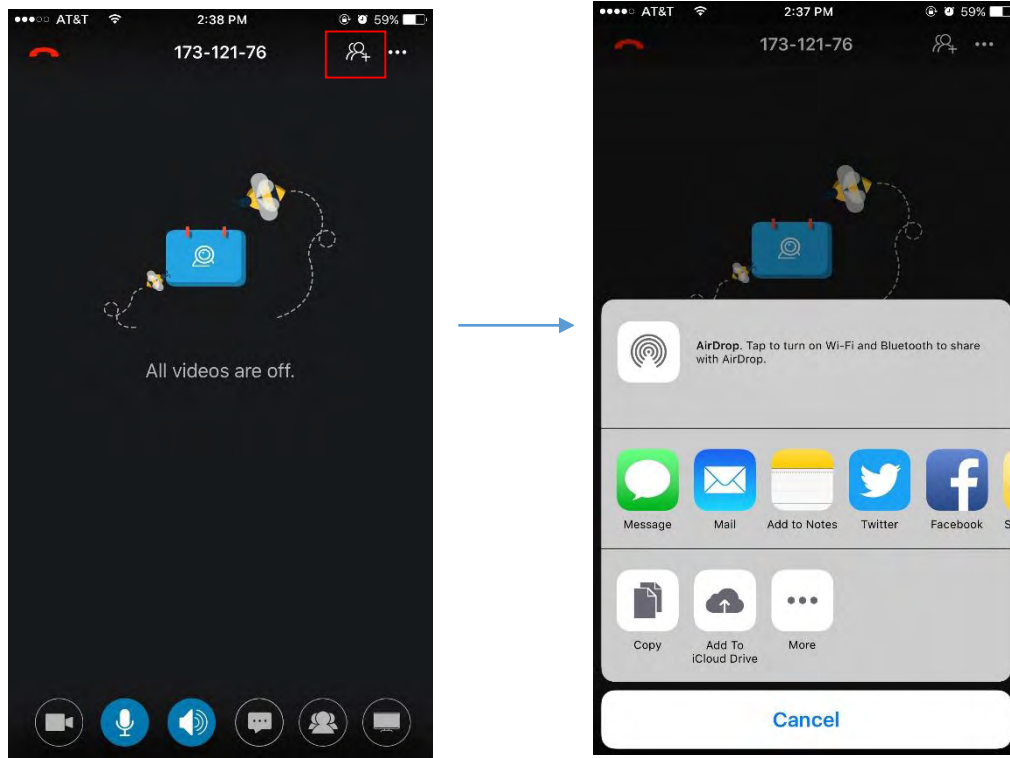 AT&T 2:38 PM 59%
173-121-76
All videos are off.
AT&T 2:37 PM 59%
173-121-76
AirDrop. Tap to turn on Wi-Fi and Bluetooth to share
with AirDrop.
Message Mail Add to Notes Twitter Facebook S
Copy Add To More
iCloud Drive
Cancel